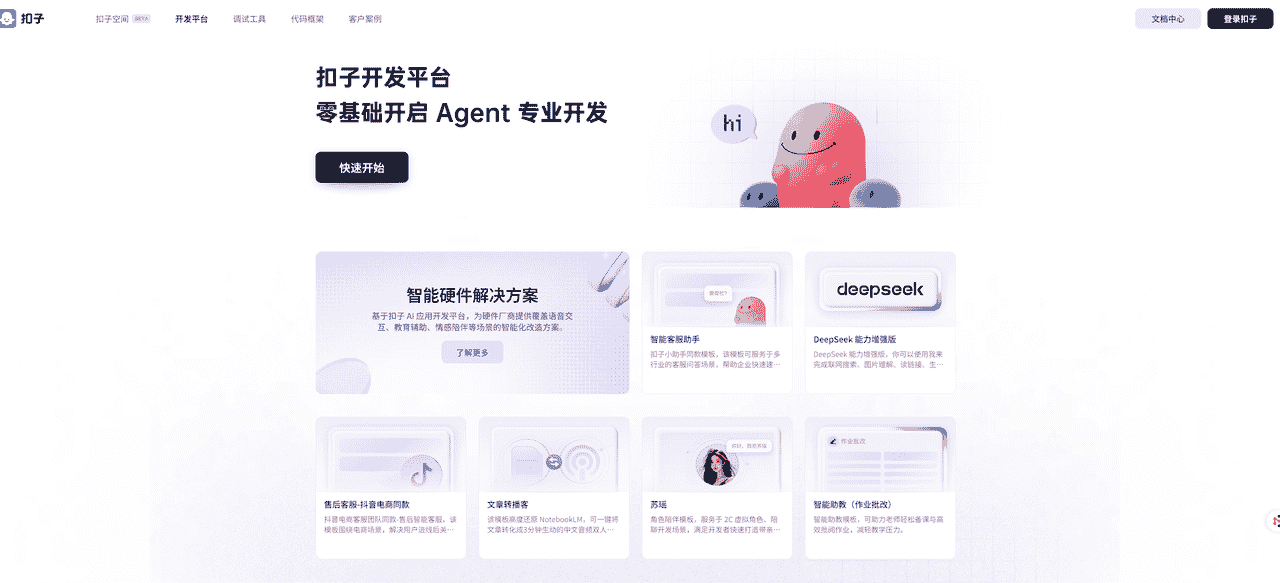 扣子
扣子空间 BETA
开发平台
调试工具
代码框架
客户案例
文档中心
登录扣子
扣子开发平台
零基础开启 Agent 专业开发
快速开始
hi
智能硬件解决方案
基于扣子 AI 应用开发平台，为硬件厂商提供覆盖语音交
互、教育辅助、情感陪伴等场景的智能化改造方案。
了解更多
智能客服助手
扣子小助手同款模板，该模板可服务于多
行业的客服问答场景，帮助企业快速建…
deepseek
DeepSeek 能力增强版
DeepSeek 能力增强版，你可以使用我来
完成联网搜索、图片理解、读链接、生…
售后客服-抖音电商同款
抖音电商客服团队同款-售后智能客服。该
模板围绕电商场景，解决用户进线后关…
文章转播客
该模板高度还原 NotebookLM，可一键将
文章转化成3分钟生动的中文音频双人…
苏瑶
角色陪伴模板，服务于 2C 虚拟角色、陪
聊开发场景，满足开发者快速打造带亲…
作业批改
智能助教（作业批改）
智能助教模板，可助力老师轻松备课与高
效批阅作业，减轻教学压力。